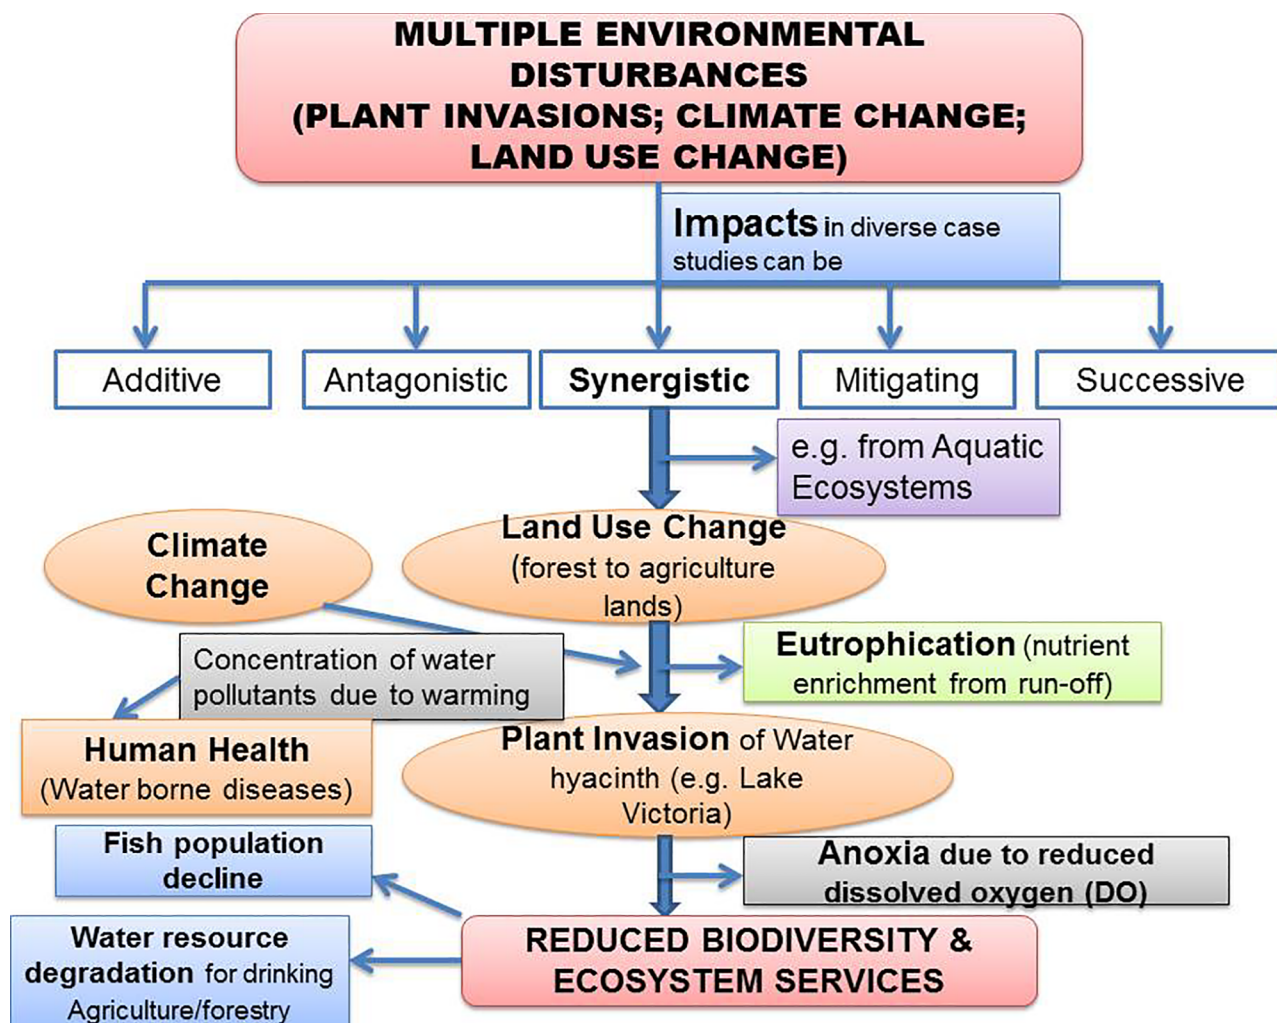 MULTIPLE ENVIRONMENTAL
DISTURBANCES
(PLANT INVASIONS; CLIMATE CHANGE;
LAND USE CHANGE)
Impacts in diverse case
studies can be
Additive
Antagonistic
Synergistic
Mitigating
Successive
e.g. from Aquatic
Ecosystems
Climate
Change
Land Use Change
(forest to agriculture
lands)
Concentration of water
pollutants due to warming
Eutrophication (nutrient
enrichment from run-off)
Human Health
(Water borne diseases)
Plant Invasion of Water
hyacinth (e.g. Lake
Victoria)
Fish population
decline
Anoxia due to reduced
dissolved oxygen (DO)
Water resource
degradation for drinking
Agriculture/forestry
REDUCED BIODIVERSITY &
ECOSYSTEM SERVICES